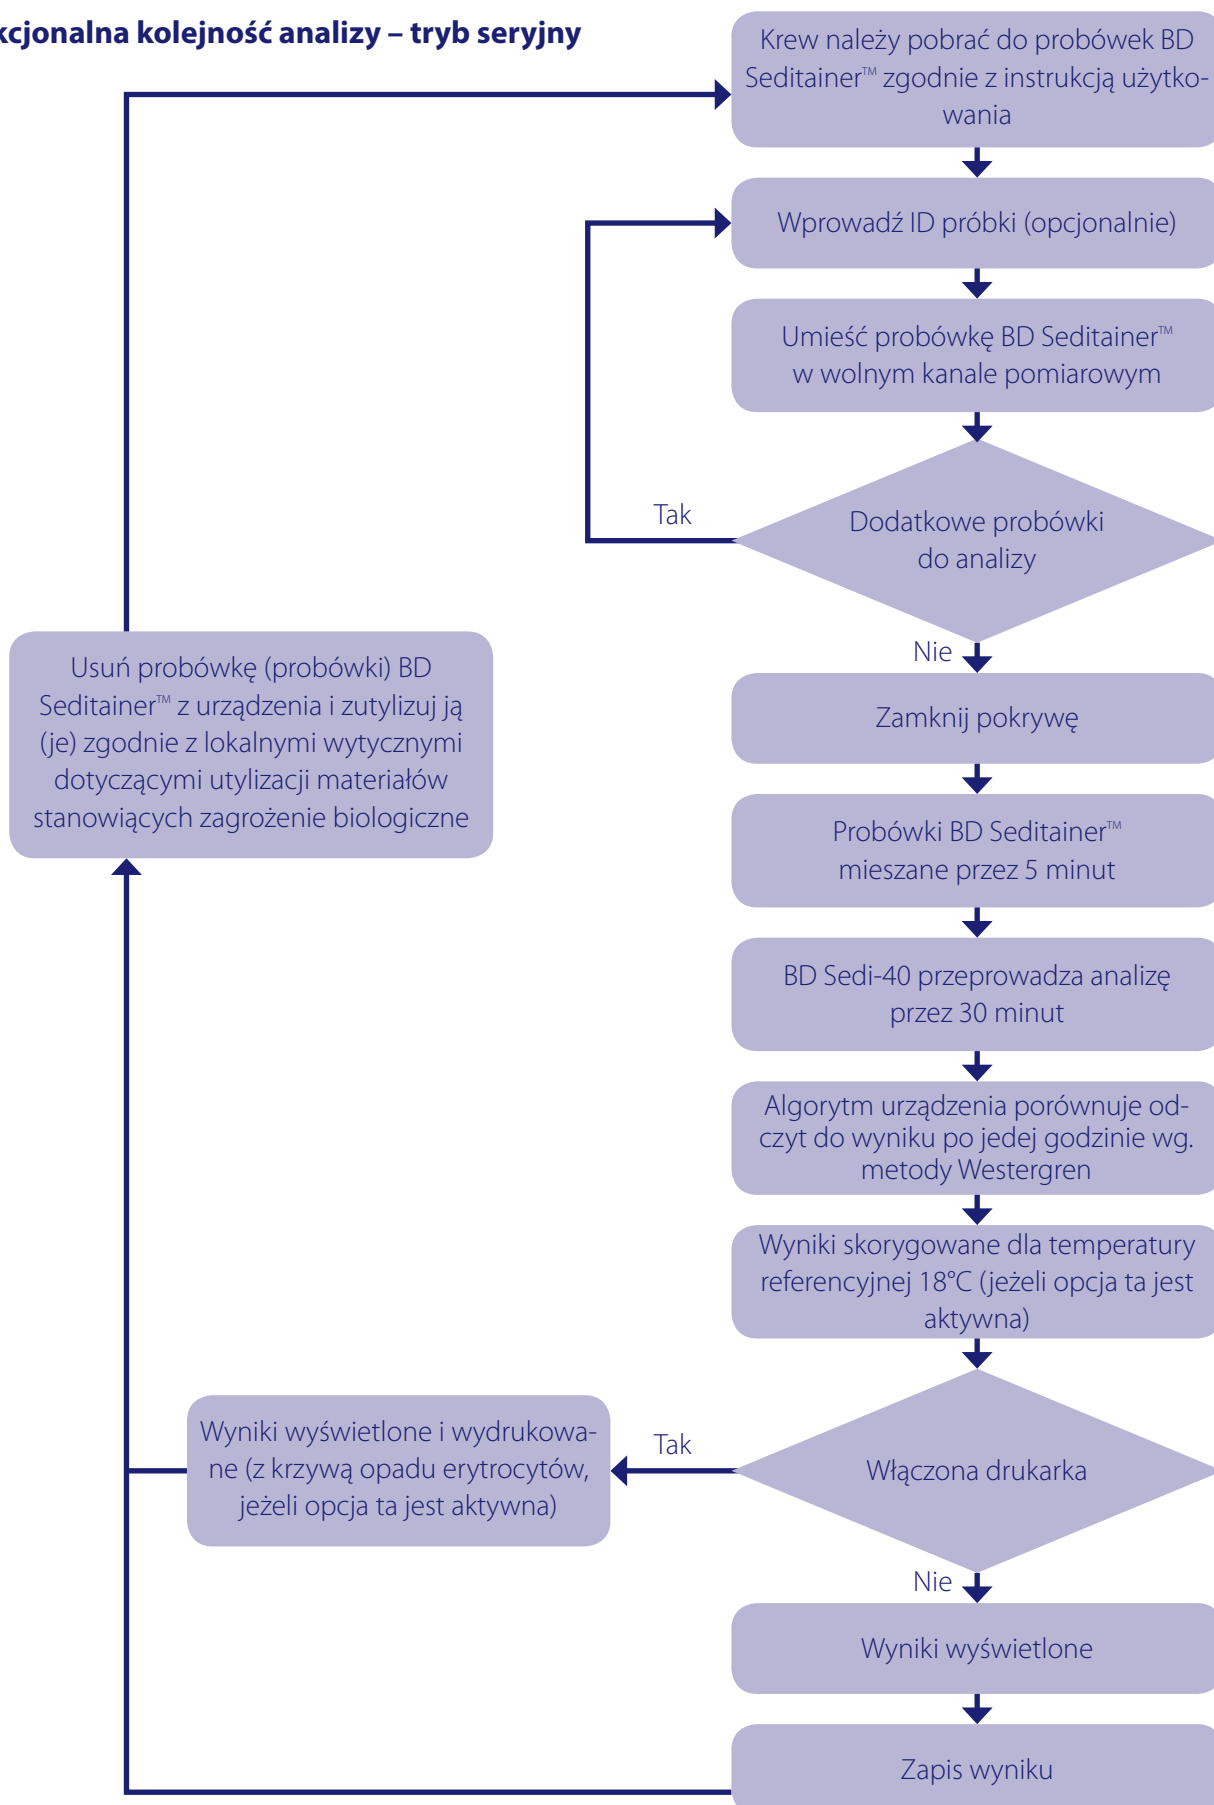 kcjonalna kolejność analizy – tryb seryjny
Krew należy pobrać do probówek BD
Seditainer™ zgodnie z instrukcją użytko-
wania
Wprowadź ID próbki (opcjonalnie)
Umieść probówkę BD Seditainer™
w wolnym kanale pomiarowym
Tak
Dodatkowe probówki
do analizy
Nie
Usuń probówkę (probówki) BD
Seditainer™ z urządzenia i zutylizuj ją
(je) zgodnie z lokalnymi wytycznymi
dotyczącymi utylizacji materiałów
stanowiących zagrożenie biologiczne
Zamknij pokrywę
Probówki BD Seditainer™
mieszane przez 5 minut
BD Sedi-40 przeprowadza analizę
przez 30 minut
Algorytm urządzenia porównuje od-
czyt do wyniku po jedej godzinie wg.
metody Westergren
Wyniki skorygowane dla temperatury
referencyjnej 18°C (jeżeli opcja ta jest
aktywna)
Wyniki wyświetlone i wydrukowa-
ne (z krzywą opadu erytrocytów,
jeżeli opcja ta jest aktywna)
Tak
Włączona drukarka
Nie
Wyniki wyświetlone
Zapis wyniku